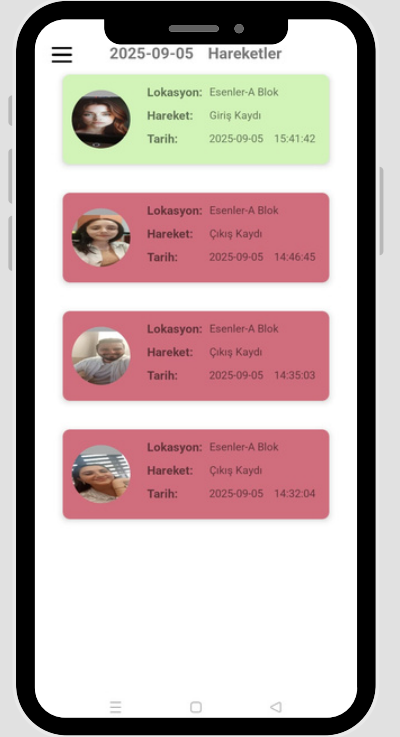 2025-09-05 Hareketler
Lokasyon: Esenler-A Blok
Hareket: Giriş Kaydı
Tarih: 2025-09-05 15:41:42
Lokasyon: Esenler-A Blok
Hareket: Çıkış Kaydı
Tarih: 2025-09-05 14:46:45
Lokasyon: Esenler-A Blok
Hareket: Çıkış Kaydı
Tarih: 2025-09-05 14:35:03
Lokasyon: Esenler-A Blok
Hareket: Çıkış Kaydı
Tarih: 2025-09-05 14:32:04